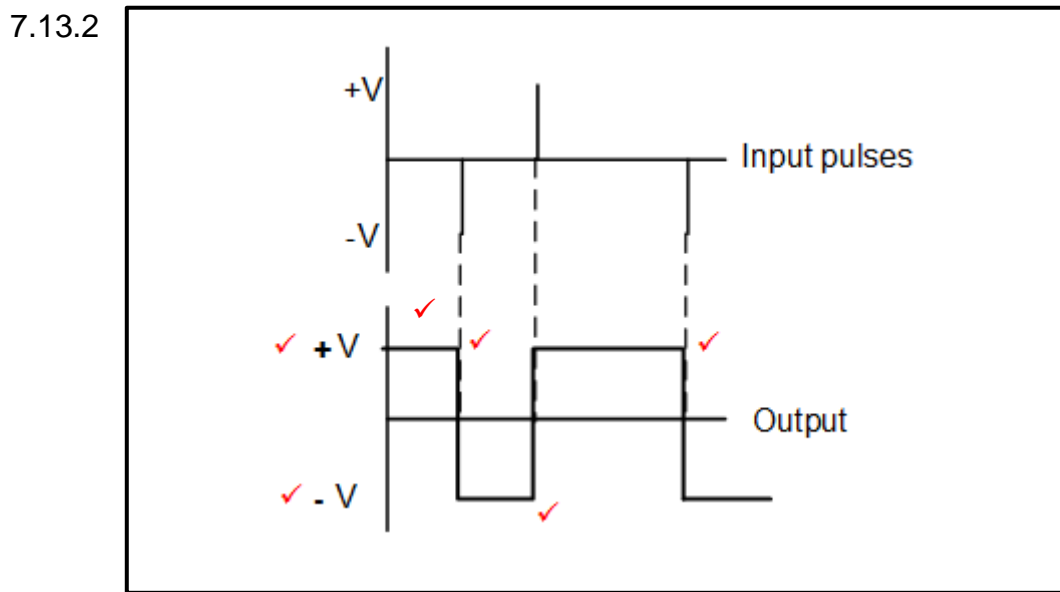 7.13.2
+V
Input pulses
-V
+ V
Output
- V